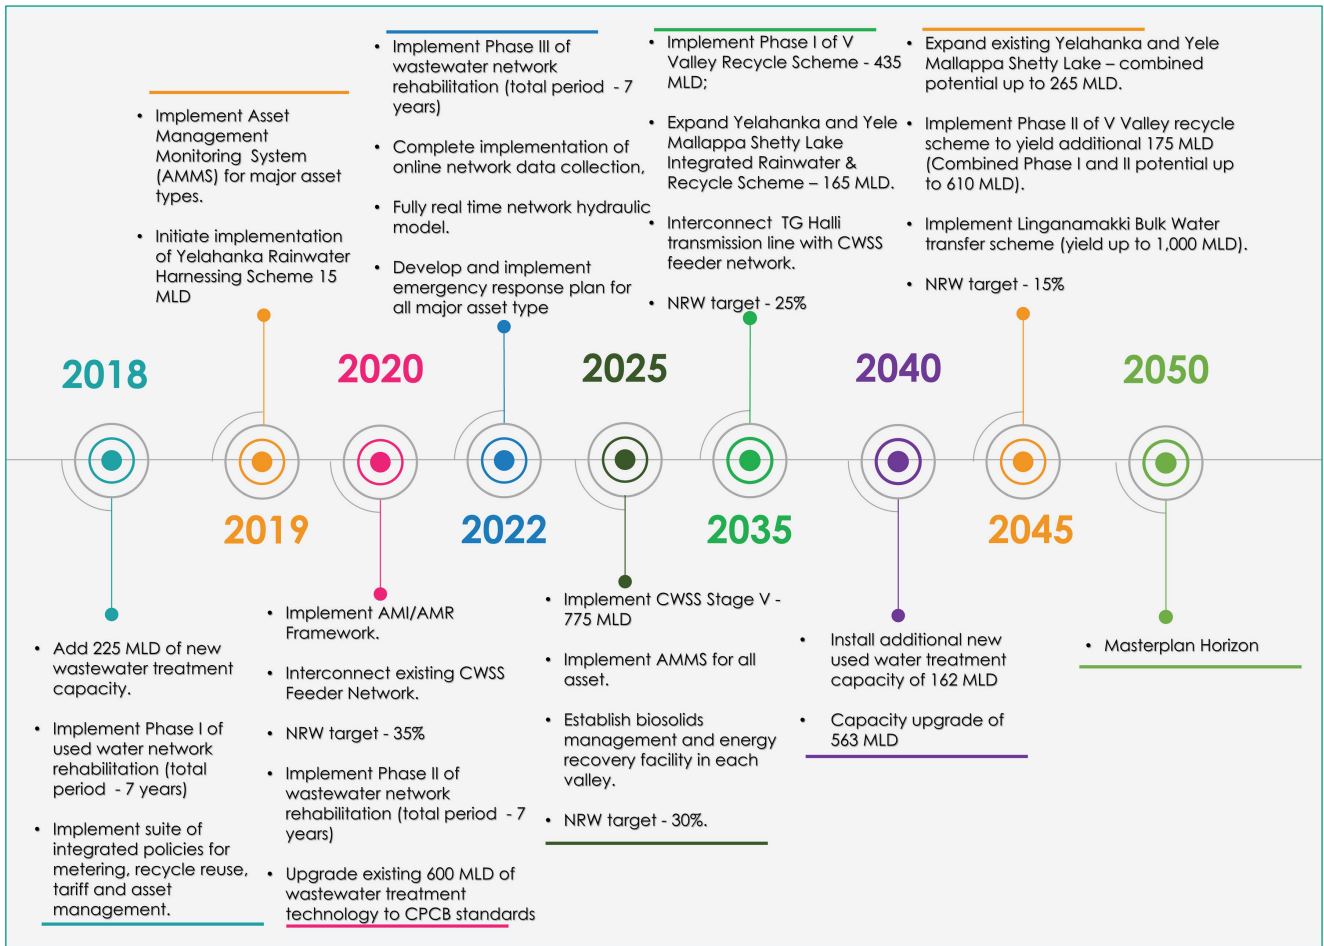 • Implement Asset
Management
Monitoring System
(AMMS) for major asset
types.
• Initiate implementation
of Yelahanka Rainwater
Harnessing Scheme 15
MLD
• Implement Phase III of
wastewater network
rehabilitation (total period - 7
years)
• Complete implementation of
online network data collection,
• Fully real time network hydraulic
model.
• Develop and implement
emergency response plan for
all major asset type
• Implement Phase I of V
Valley Recycle Scheme - 435
MLD;
• Expand Yelahanka and Yele
Mallappa Shetty Lake
Integrated Rainwater &
Recycle Scheme – 165 MLD.
• Interconnect TG Halli
transmission line with CWSS
feeder network.
• NRW target - 25%
• Expand existing Yelahanka and Yele
Mallappa Shetty Lake – combined
potential up to 265 MLD.
• Implement Phase II of V Valley recycle
scheme to yield additional 175 MLD
(Combined Phase I and II potential up
to 610 MLD).
• Implement Linganamakki Bulk Water
transfer scheme (yield up to 1,000 MLD).
• NRW target - 15%
2018
2020
2025
2040
2050
2019
2022
2035
2045
• Add 225 MLD of new
wastewater treatment
capacity.
• Implement Phase I of
used water network
rehabilitation (total
period - 7 years)
• Implement suite of
integrated policies for
metering, recycle reuse,
tariff and asset
management.
• Implement AMI/AMR
Framework.
• Interconnect existing CWSS
Feeder Network.
• NRW target - 35%
• Implement Phase II of
wastewater network
rehabilitation (total period - 7
years)
• Upgrade existing 600 MLD of
wastewater treatment
technology to CPCB standards
• Implement CWSS Stage V -
775 MLD
• Implement AMMS for all
asset.
• Establish biosolids
management and energy
recovery facility in each
valley.
• NRW target - 30%.
• Install additional new
used water treatment
capacity of 162 MLD
• Capacity upgrade of
563 MLD
• Masterplan Horizon